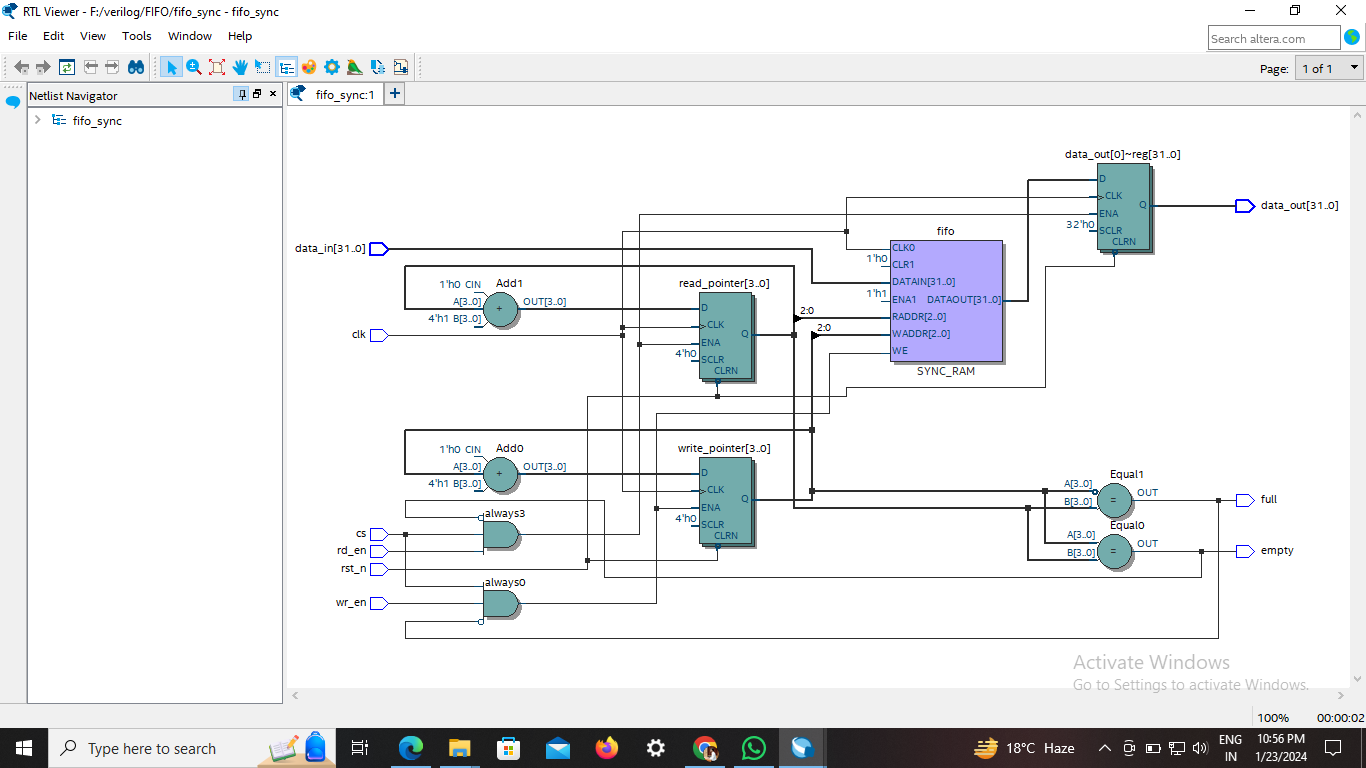 RTL Viewer - F:/verilog/FIFO/fifo_sync - fifo_sync
File Edit View Tools Window Help
Search altera.com
Page: 1 of 1
Netlist Navigator
fifo_sync:1
fifo_sync
data_out[0]~reg[31..0]
D
CLK
ENA
32'h0 SCLR
CLRN
Q
data_out[31..0]
data_in[31..0]
fifo
CLK0
1'h0 CLR1
DATAIN[31..0]
1'h1 ENA1 DATAOUT[31..0]
2:0 RADDR[2..0]
2:0 WADDR[2..0]
WE
SYNC_RAM
1'h0 CIN Add1
A[3..0] + OUT[3..0]
4'h1 B[3..0]
read_pointer[3..0]
D
CLK
ENA
4'h0 SCLR
CLRN
Q
clk
1'h0 CIN Add0
A[3..0] + OUT[3..0]
4'h1 B[3..0]
write_pointer[3..0]
D
CLK
ENA
4'h0 SCLR
CLRN
Q
Equal1
A[3..0]
B[3..0] = OUT
full
Equal0
A[3..0]
B[3..0] = OUT
empty
always3
cs
rd_en
rst_n
always0
wr_en
Activate Windows
Go to Settings to activate Windows.
100% 00:00:02
Type here to search
18°C Haze
ENG
IN
10:56 PM
1/23/2024